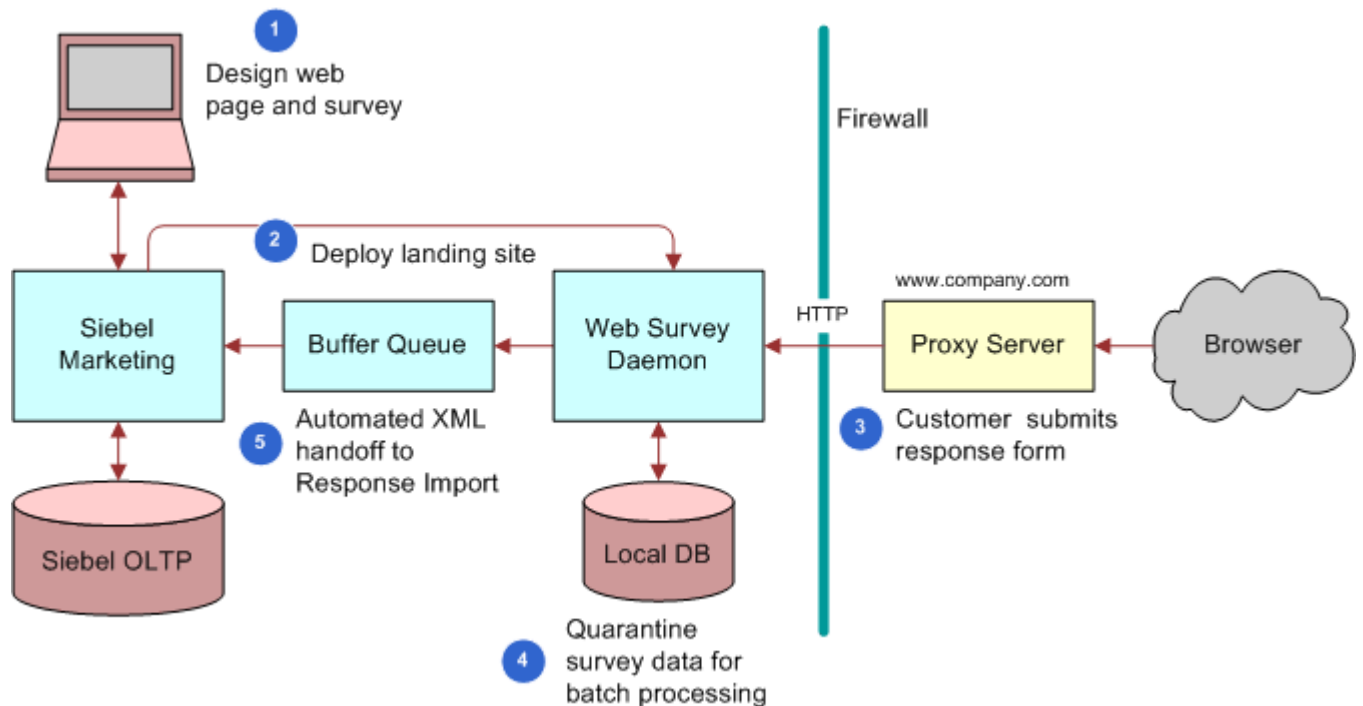 1
Design web
page and survey
Firewall
2
Deploy landing site
www.company.com
HTTP
Siebel
Marketing
Buffer Queue
Web Survey
Daemon
Proxy Server
Browser
5
Automated XML
handoff to
Response Import
3
Customer submits
response form
Siebel OLTP
Local DB
4
Quarantine
survey data for
batch processing